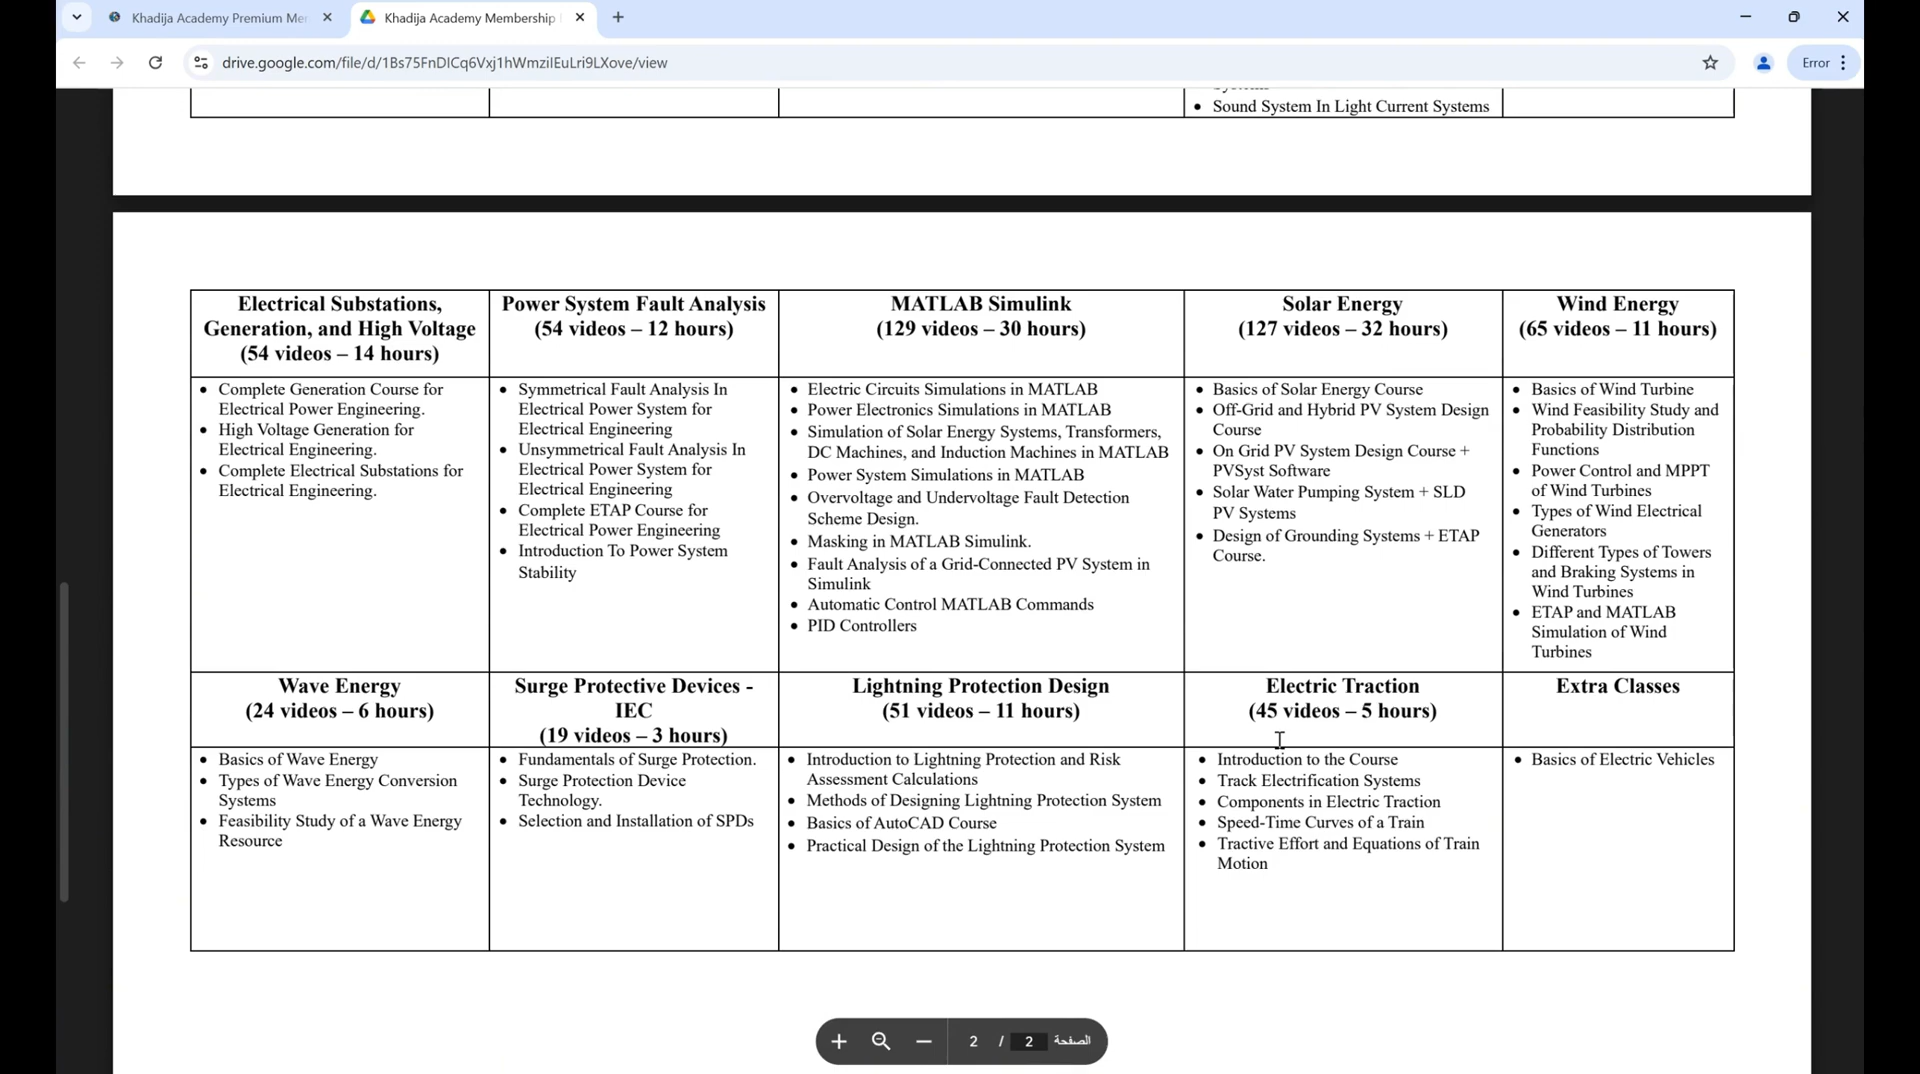 Khadija Academy Premium Me
Khadija Academy Membership
Error
drive.google.com/file/d/1Bs75FnDICq6Vxj1hWmziIEuLri9LXove/view
Sound System In Light Current Systems
Electrical Substations,
Generation, and High Voltage
(54 videos – 14 hours)
Power System Fault Analysis
(54 videos – 12 hours)
MATLAB Simulink
(129 videos – 30 hours)
Solar Energy
(127 videos – 32 hours)
Wind Energy
(65 videos – 11 hours)
• Complete Generation Course for
Electrical Power Engineering.
• High Voltage Generation for
Electrical Engineering.
• Complete Electrical Substations for
Electrical Engineering.
• Symmetrical Fault Analysis In
Electrical Power System for
Electrical Engineering
• Unsymmetrical Fault Analysis In
Electrical Power System for
Electrical Engineering
• Complete ETAP Course for
Electrical Power Engineering
• Introduction To Power System
Stability
• Electric Circuits Simulations in MATLAB
• Power Electronics Simulations in MATLAB
• Simulation of Solar Energy Systems, Transformers,
DC Machines, and Induction Machines in MATLAB
• Power System Simulations in MATLAB
• Overvoltage and Undervoltage Fault Detection
Scheme Design.
• Masking in MATLAB Simulink.
• Fault Analysis of a Grid-Connected PV System in
Simulink
• Automatic Control MATLAB Commands
• PID Controllers
• Basics of Solar Energy Course
• Off-Grid and Hybrid PV System Design
Course
• On Grid PV System Design Course +
PVSyst Software
• Solar Water Pumping System + SLD
PV Systems
• Design of Grounding Systems + ETAP
Course.
• Basics of Wind Turbine
• Wind Feasibility Study and
Probability Distribution
Functions
• Power Control and MPPT
of Wind Turbines
• Types of Wind Electrical
Generators
• Different Types of Towers
and Braking Systems in
Wind Turbines
• ETAP and MATLAB
Simulation of Wind
Turbines
Wave Energy
(24 videos – 6 hours)
Surge Protective Devices -
IEC
(19 videos – 3 hours)
Lightning Protection Design
(51 videos – 11 hours)
Electric Traction
(45 videos – 5 hours)
Extra Classes
• Basics of Wave Energy
• Types of Wave Energy Conversion
Systems
• Feasibility Study of a Wave Energy
Resource
• Fundamentals of Surge Protection.
• Surge Protection Device
Technology.
• Selection and Installation of SPDs
• Introduction to Lightning Protection and Risk
Assessment Calculations
• Methods of Designing Lightning Protection System
• Basics of AutoCAD Course
• Practical Design of the Lightning Protection System
• Introduction to the Course
• Track Electrification Systems
• Components in Electric Traction
• Speed-Time Curves of a Train
• Tractive Effort and Equations of Train
Motion
• Basics of Electric Vehicles
2 / 2 الصفحة